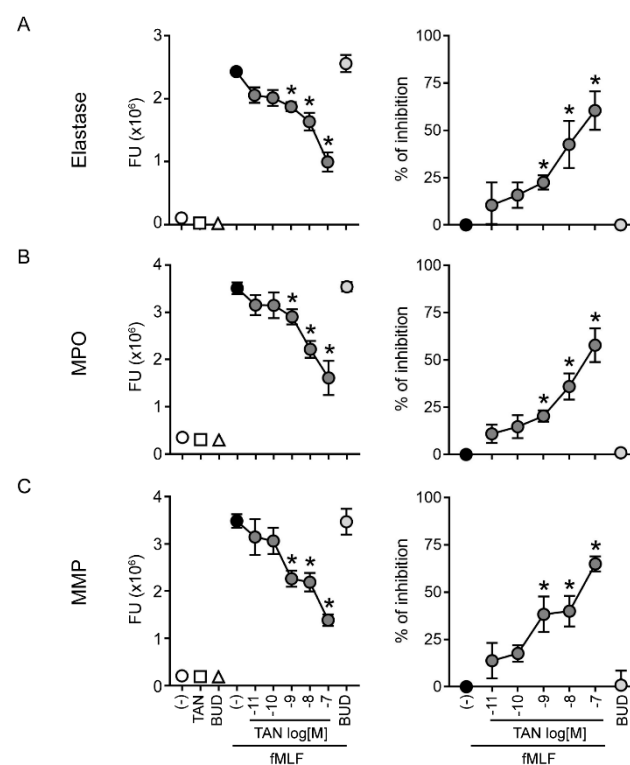 A
Elastase
FU (x10⁶)
3
2
1
0
* * *
% of inhibition
100
75
50
25
0
* * *
B
MPO
FU (x10⁶)
4
3
2
1
0
* * *
% of inhibition
100
75
50
25
0
* * *
C
MMP
FU (x10⁶)
4
3
2
1
0
* * *
% of inhibition
100
75
50
25
0
* * *
(-) TAN BUD (-) -11 -10 -9 -8 -7 BUD
TAN log[M]
fMLF
(-) -11 -10 -9 -8 -7 BUD
TAN log[M]
fMLF